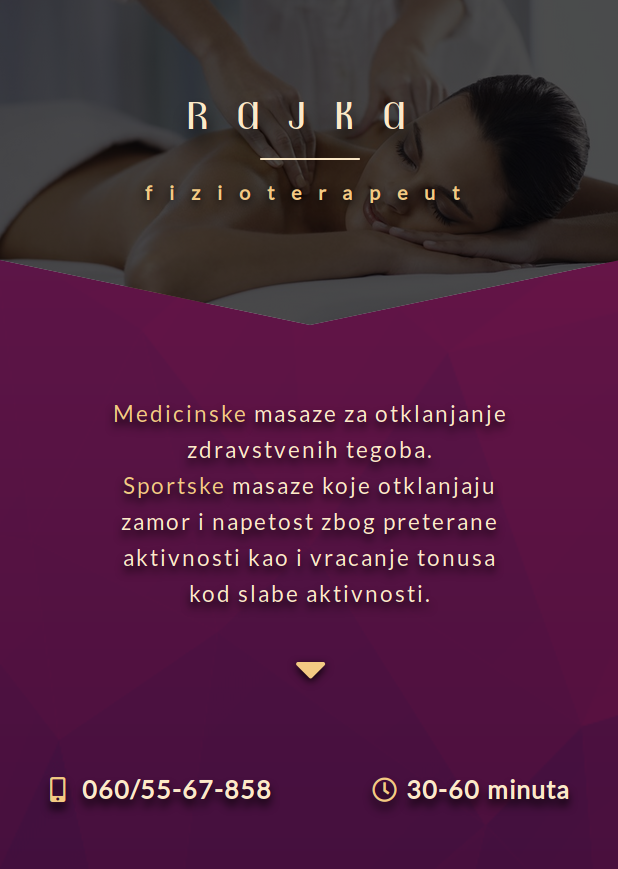 RaJKa
fizioterapeut
Medicinske masaze za otklanjanje
zdravstvenih tegoba.
Sportske masaze koje otklanjaju
zamor i napetost zbog preterane
aktivnosti kao i vracanje tonusa
kod slabe aktivnosti.
060/55-67-858
30-60 minuta